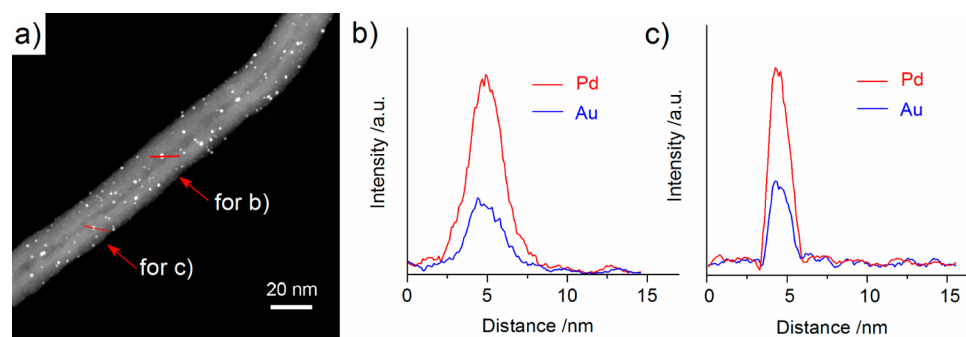 a)
for b)
for c)
20 nm
b)
Pd
Au
Intensity /a.u.
0
5
10
15
Distance /nm
c)
Pd
Au
Intensity /a.u.
0
5
10
15
Distance /nm